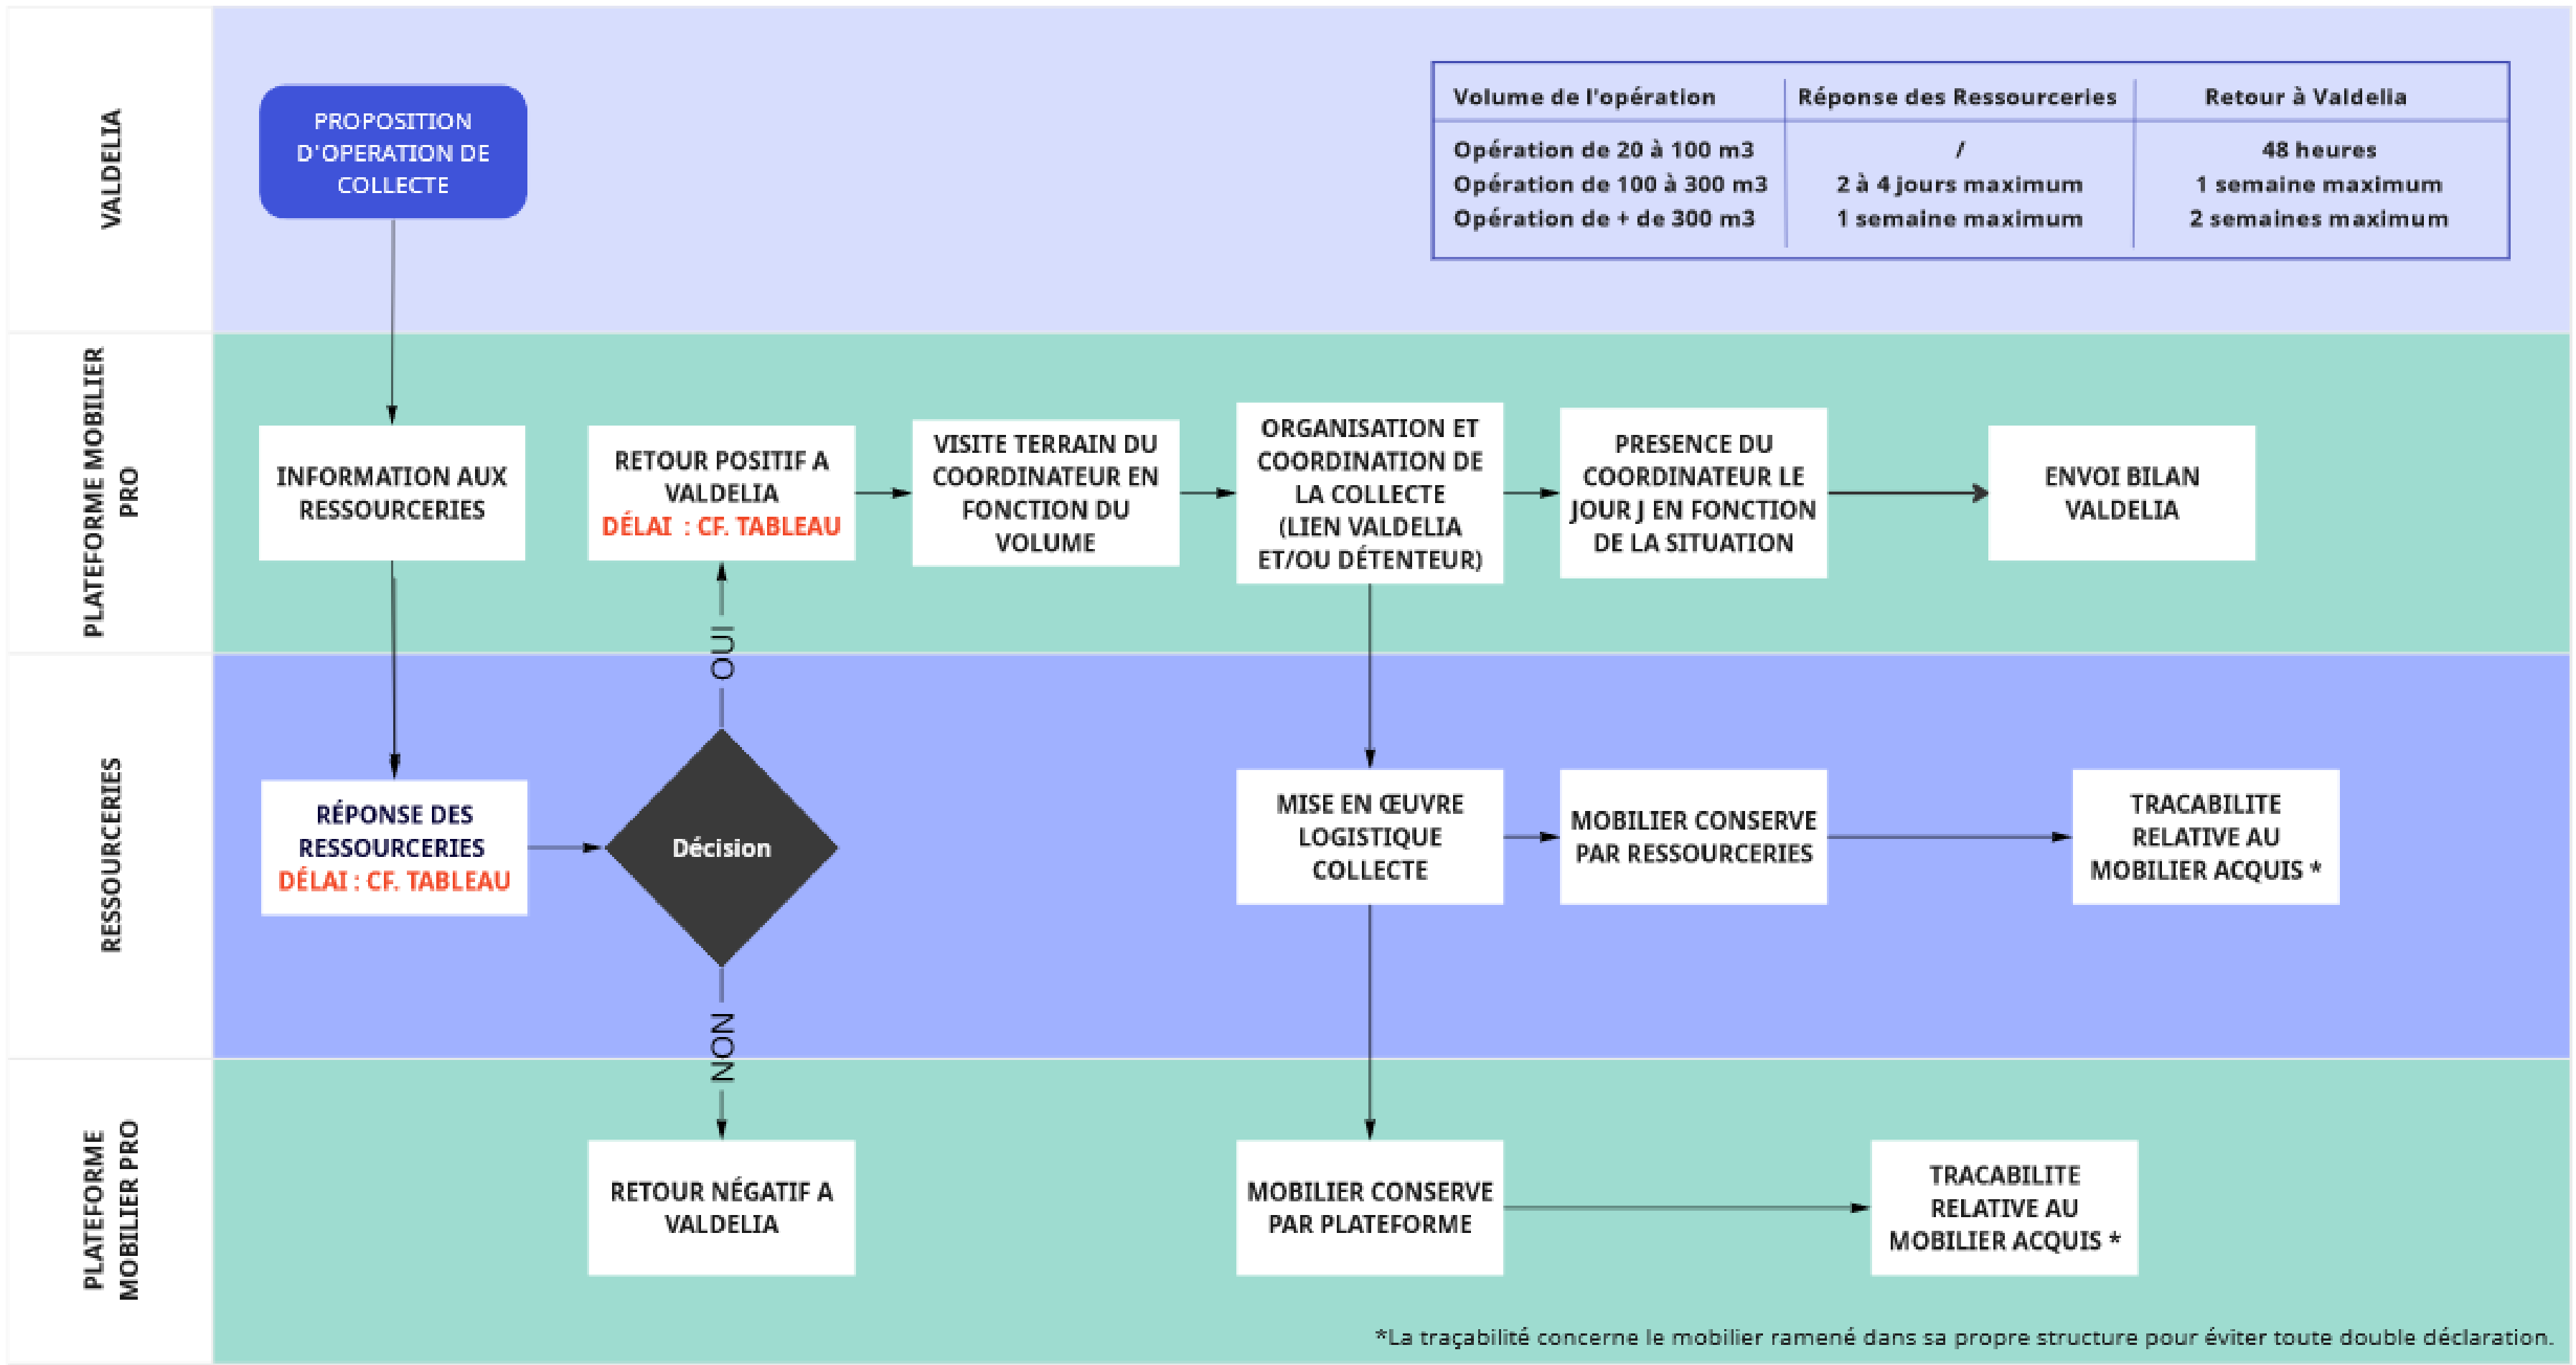 VALDELIA
PROPOSITION
D'OPERATION DE
COLLECTE
Volume de l'opération | Réponse des Ressourceries | Retour à Valdelia
Opération de 20 à 100 m3 | / | 48 heures
Opération de 100 à 300 m3 | 2 à 4 jours maximum | 1 semaine maximum
Opération de + de 300 m3 | 1 semaine maximum | 2 semaines maximum
PLATEFORME MOBILIER
PRO
INFORMATION AUX
RESSOURCERIES
RETOUR POSITIF A
VALDELIA
DÉLAI : CF. TABLEAU
VISITE TERRAIN DU
COORDINATEUR EN
FONCTION DU
VOLUME
ORGANISATION ET
COORDINATION DE
LA COLLECTE
(LIEN VALDELIA
ET/OU DÉTENTEUR)
PRESENCE DU
COORDINATEUR LE
JOUR J EN FONCTION
DE LA SITUATION
ENVOI BILAN
VALDELIA
OUI
RESSOURCERIES
RÉPONSE DES
RESSOURCERIES
DÉLAI : CF. TABLEAU
Décision
MISE EN ŒUVRE
LOGISTIQUE
COLLECTE
MOBILIER CONSERVE
PAR RESSOURCERIES
TRACABILITE
RELATIVE AU
MOBILIER ACQUIS *
NON
PLATEFORME
MOBILIER PRO
RETOUR NÉGATIF A
VALDELIA
MOBILIER CONSERVE
PAR PLATEFORME
TRACABILITE
RELATIVE AU
MOBILIER ACQUIS *
*La traçabilité concerne le mobilier ramené dans sa propre structure pour éviter toute double déclaration.